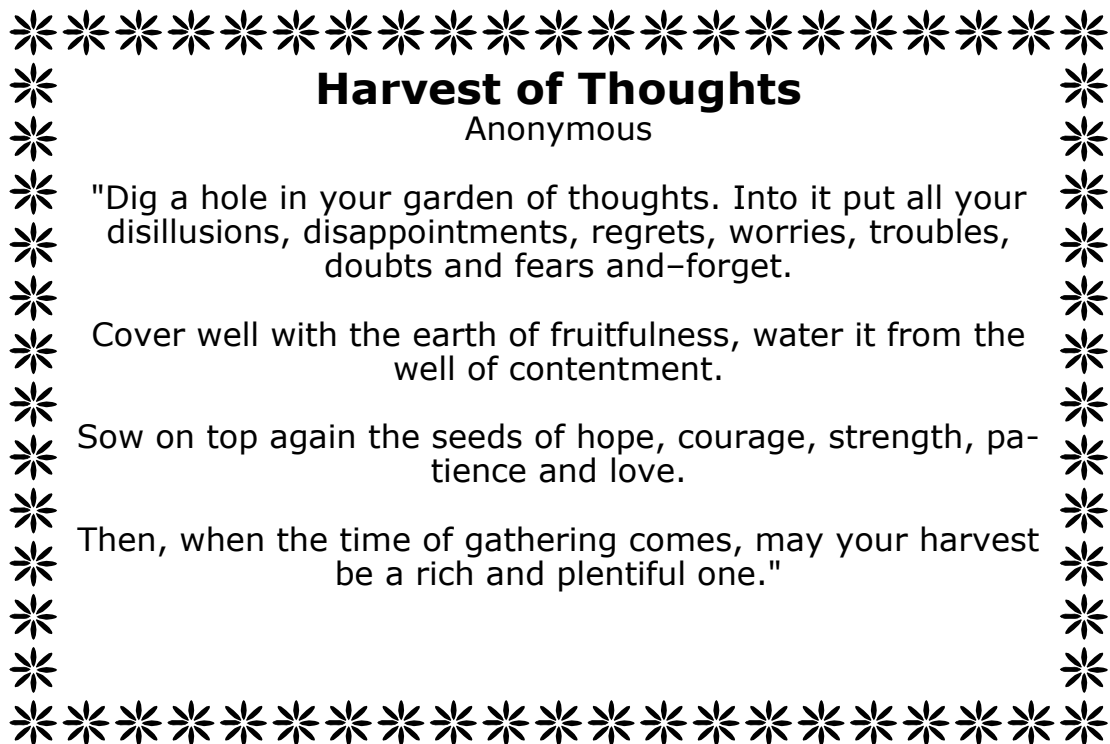 Harvest of Thoughts
Anonymous
"Dig a hole in your garden of thoughts. Into it put all your
disillusions, disappointments, regrets, worries, troubles,
doubts and fears and–forget.
Cover well with the earth of fruitfulness, water it from the
well of contentment.
Sow on top again the seeds of hope, courage, strength, pa-
tience and love.
Then, when the time of gathering comes, may your harvest
be a rich and plentiful one."